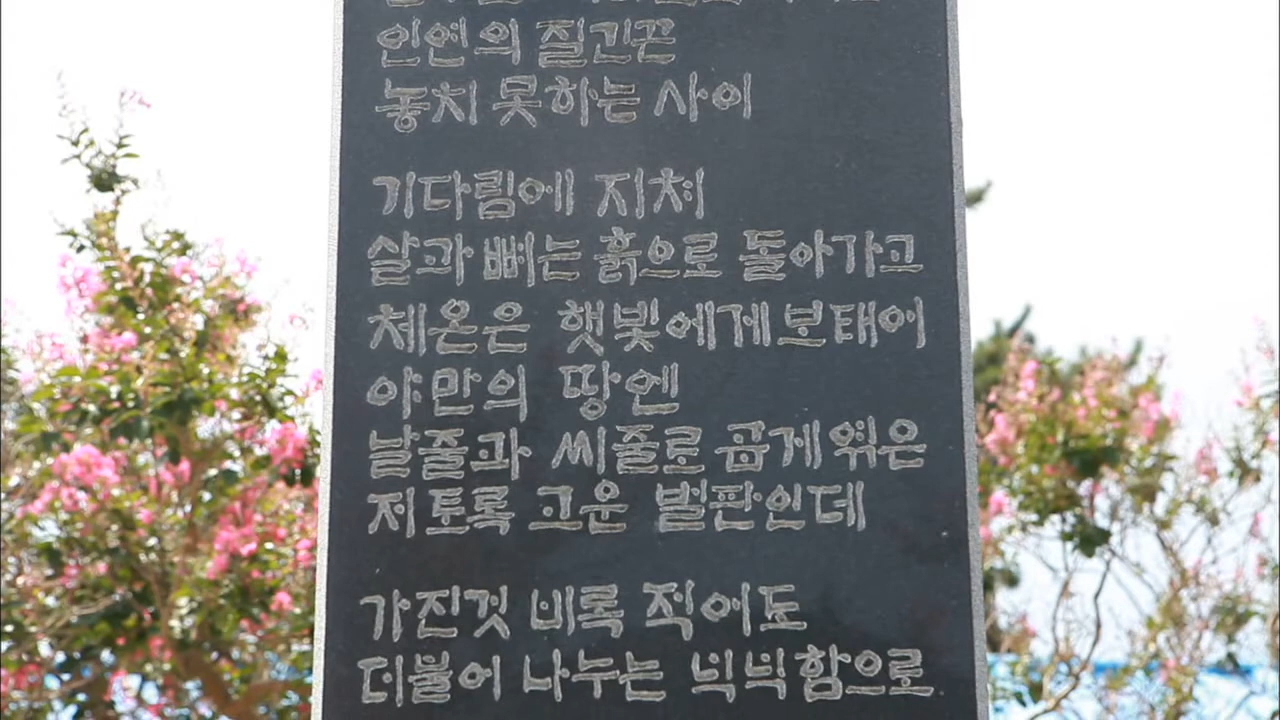 인연의 질긴끈
놓치 못하는 사이
기다림에 지쳐
살과 뼈는 흙으로 돌아가고
체온은 햇빛에게 보태어
야만의 땅엔
날줄과 씨줄로 곱게 엮은
저토록 고운 벌판인데
가진것 비록 적어도
더불어 나누는 넉넉함으로